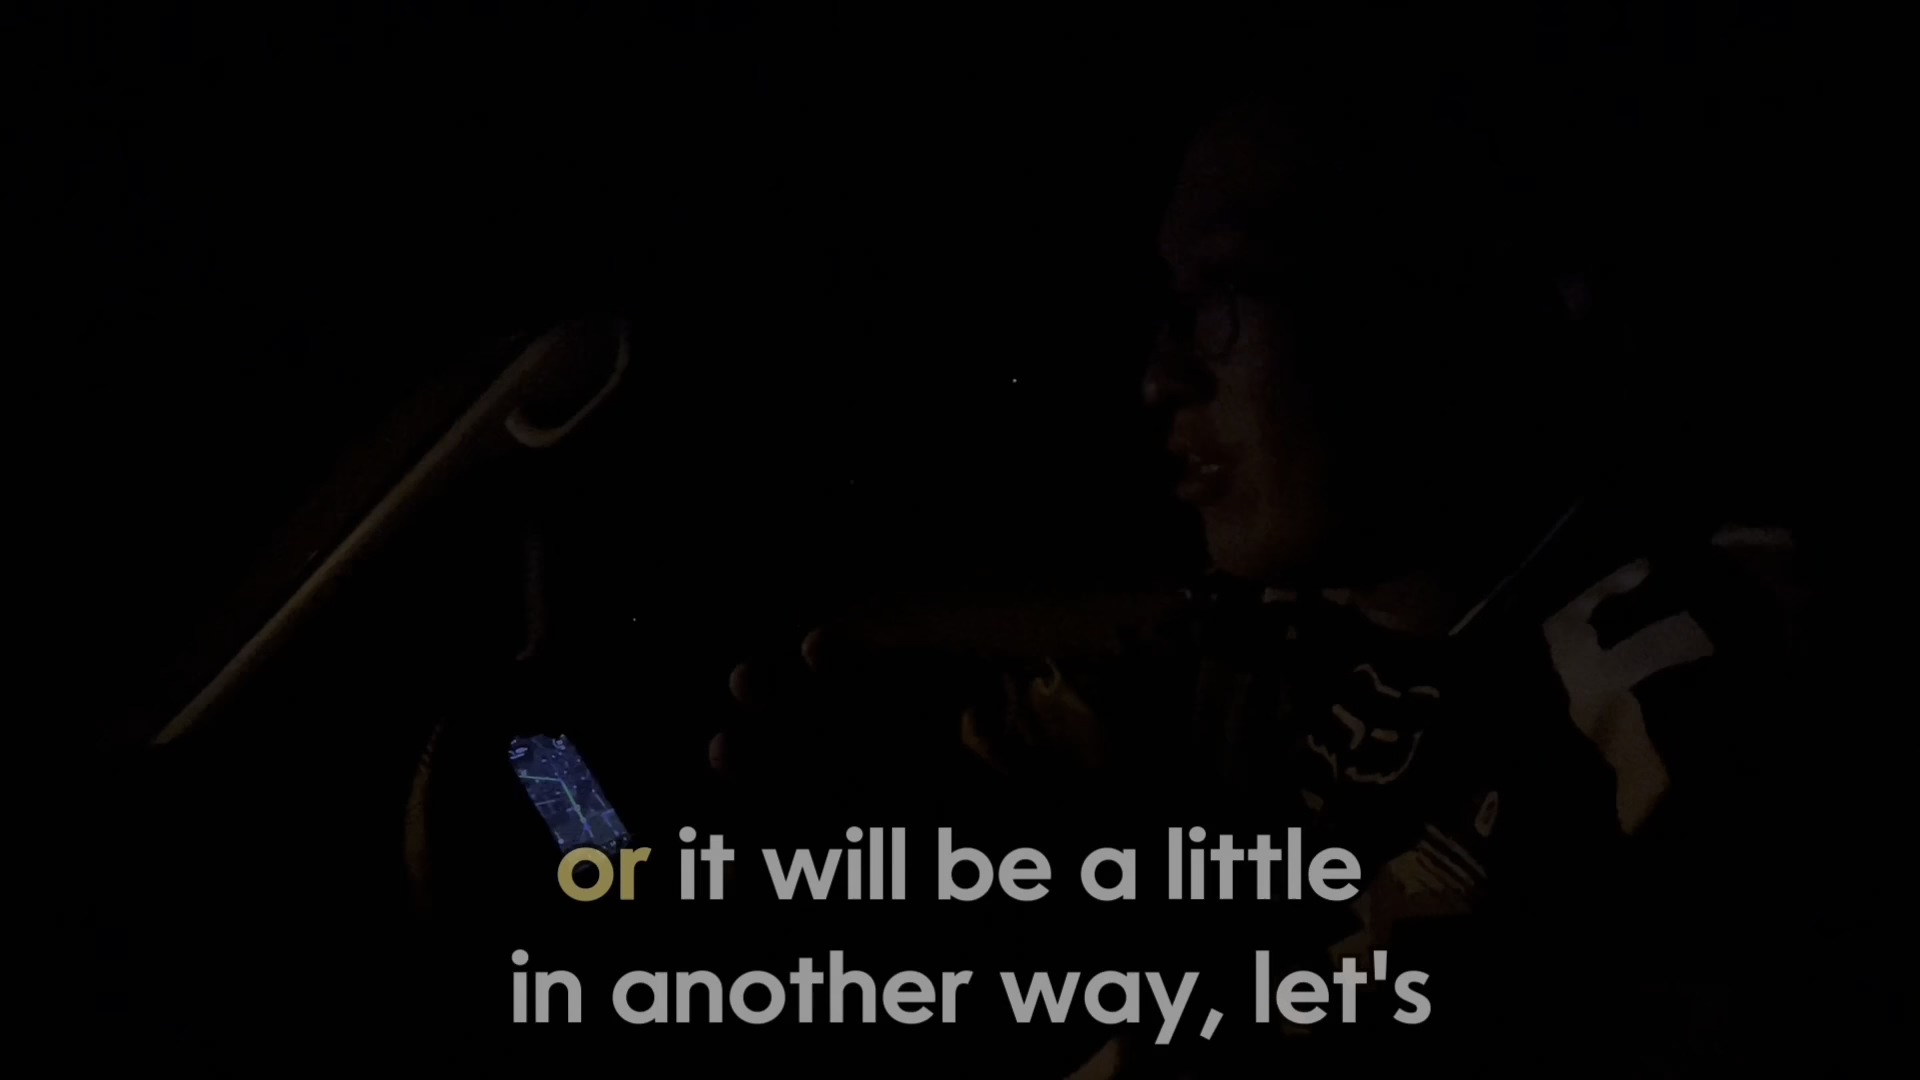 or it will be a little
in another way, let's